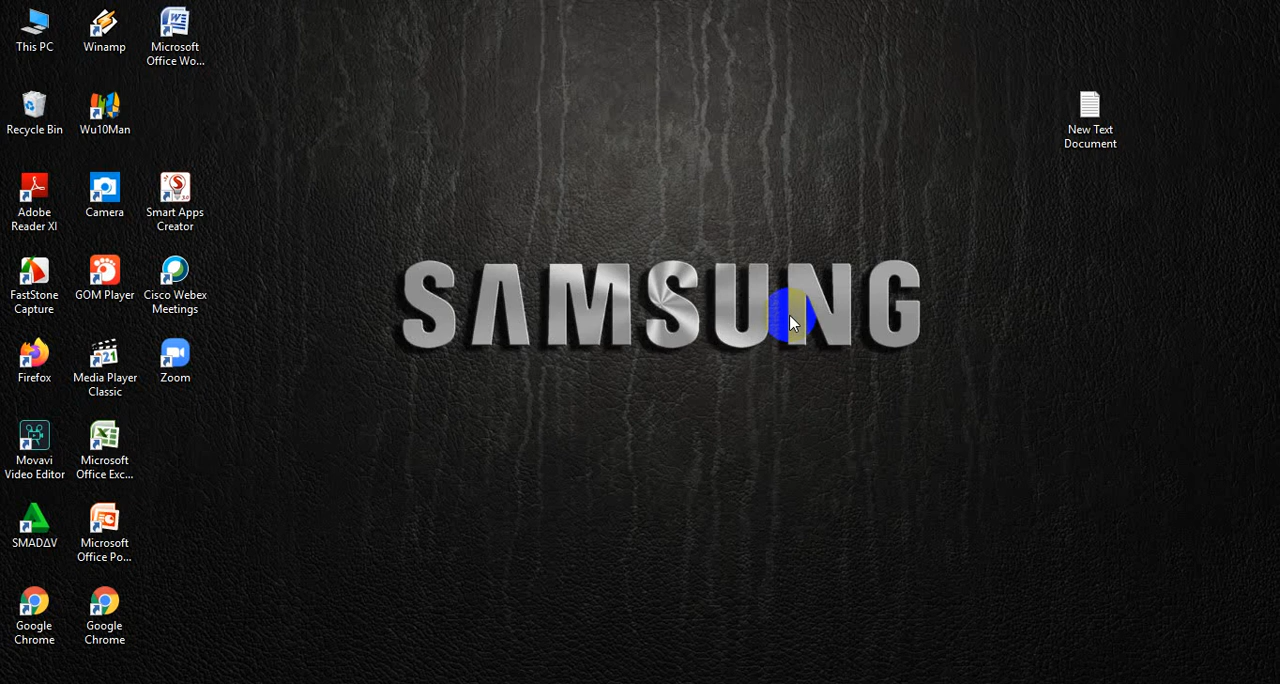 This PC
Winamp
Microsoft
Office Wo...
Recycle Bin
Wu10Man
New Text
Document
Adobe
Reader XI
Camera
Smart Apps
Creator
SAMSUNG
FastStone
Capture
GOM Player
Cisco Webex
Meetings
Firefox
Media Player
Classic
Zoom
Movavi
Video Editor
Microsoft
Office Exc...
SMADΔV
Microsoft
Office Po...
Google
Chrome
Google
Chrome